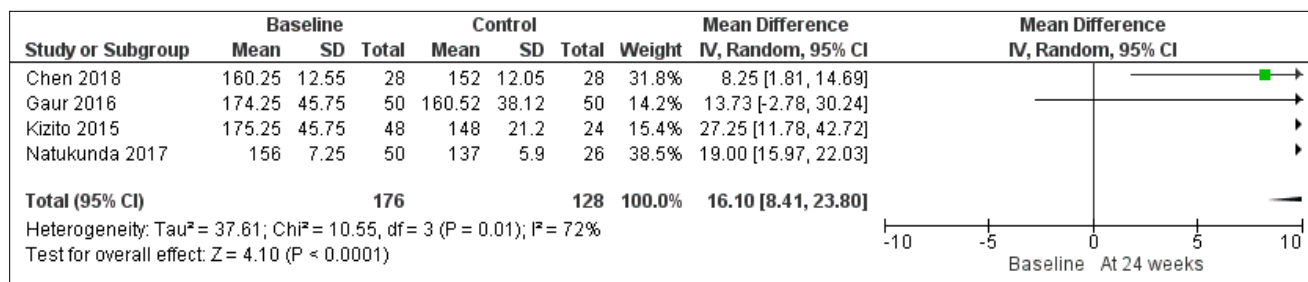 Baseline Control Mean Difference Mean Difference
Study or Subgroup Mean SD Total Mean SD Total Weight IV, Random, 95% CI IV, Random, 95% CI
Chen 2018 160.25 12.55 28 152 12.05 28 31.8% 8.25 [1.81, 14.69]
Gaur 2016 174.25 45.75 50 160.52 38.12 50 14.2% 13.73 [-2.78, 30.24]
Kizito 2015 175.25 45.75 48 148 21.2 24 15.4% 27.25 [11.78, 42.72]
Natukunda 2017 156 7.25 50 137 5.9 26 38.5% 19.00 [15.97, 22.03]
Total (95% CI) 176 128 100.0% 16.10 [8.41, 23.80]
Heterogeneity: Tau² = 37.61; Chi² = 10.55, df = 3 (P = 0.01); I² = 72%
Test for overall effect: Z = 4.10 (P < 0.0001)
-10 -5 0 5 10
Baseline At 24 weeks